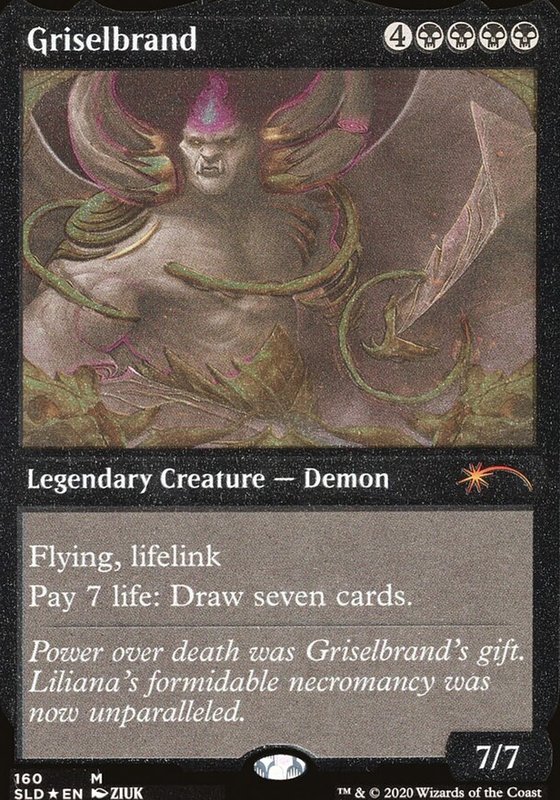 Griselbrand 4
Legendary Creature — Demon
Flying, lifelink
Pay 7 life: Draw seven cards.
Power over death was Griselbrand's gift.
Liliana's formidable necromancy was
now unparalleled.
7/7
160 M
SLD ★ EN ZIUK
™ & © 2020 Wizards of the Coast